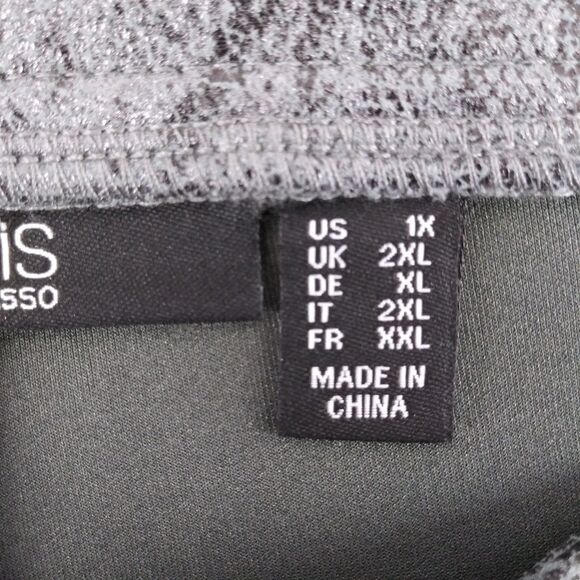 iS
SSO
US 1X
UK 2XL
DE XL
IT 2XL
FR XXL
MADE IN
CHINA